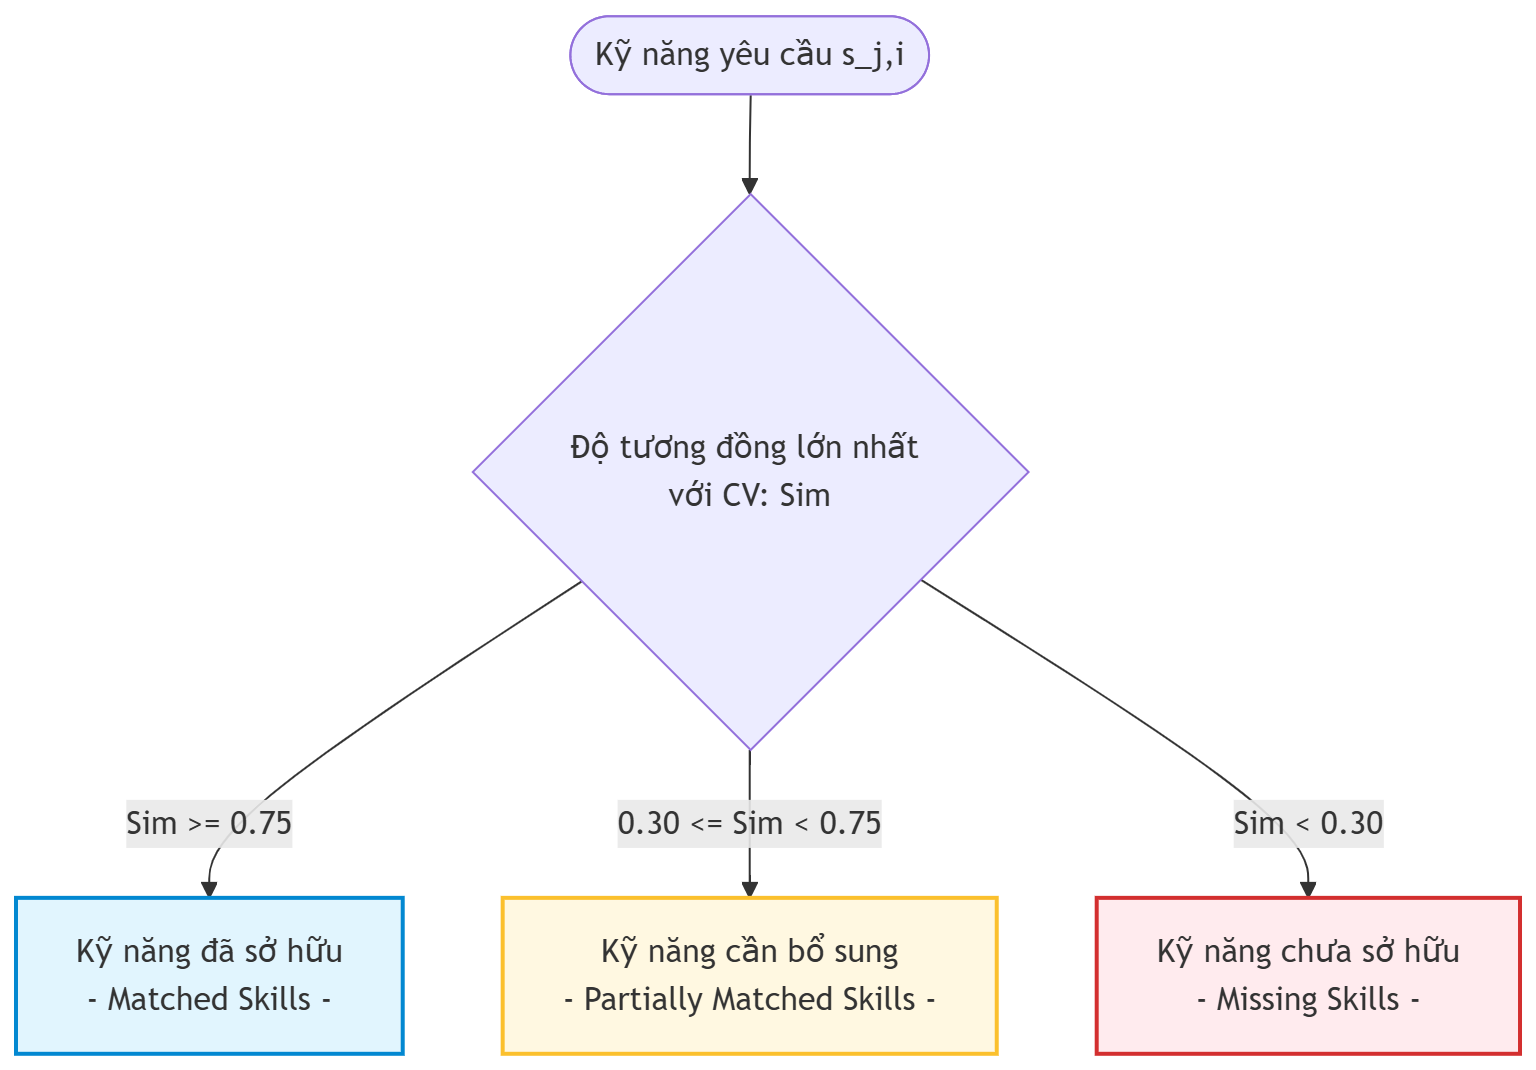 Kỹ năng yêu cầu s_j,i
Độ tương đồng lớn nhất
với CV: Sim
Sim >= 0.75
0.30 <= Sim < 0.75
Sim < 0.30
Kỹ năng đã sở hữu
- Matched Skills -
Kỹ năng cần bổ sung
- Partially Matched Skills -
Kỹ năng chưa sở hữu
- Missing Skills -